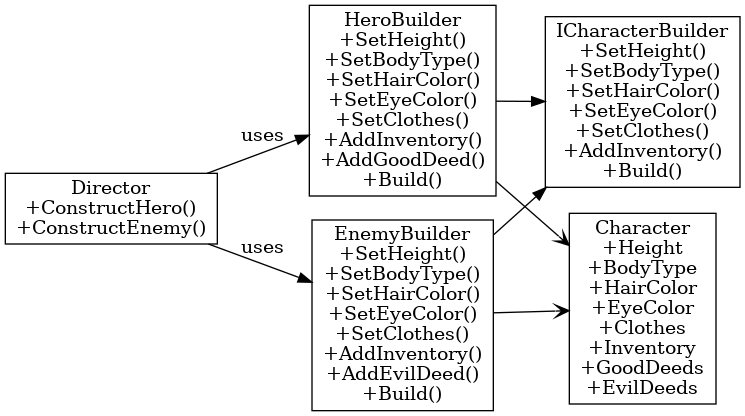 Director
+ConstructHero()
+ConstructEnemy()
uses
uses
HeroBuilder
+SetHeight()
+SetBodyType()
+SetHairColor()
+SetEyeColor()
+SetClothes()
+AddInventory()
+AddGoodDeed()
+Build()
EnemyBuilder
+SetHeight()
+SetBodyType()
+SetHairColor()
+SetEyeColor()
+SetClothes()
+AddInventory()
+AddEvilDeed()
+Build()
ICharacterBuilder
+SetHeight()
+SetBodyType()
+SetHairColor()
+SetEyeColor()
+SetClothes()
+AddInventory()
+Build()
Character
+Height
+BodyType
+HairColor
+EyeColor
+Clothes
+Inventory
+GoodDeeds
+EvilDeeds